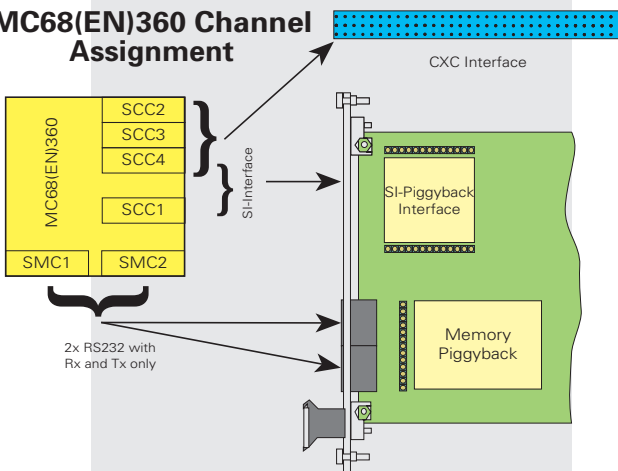 MC68(EN)360 Channel
Assignment
CXC Interface
MC68(EN)360
SCC2
SCC3
SCC4
SCC1
SMC1
SMC2
SI-Interface
SI-Piggyback
Interface
2x RS232 with
Rx and Tx only
Memory
Piggyback